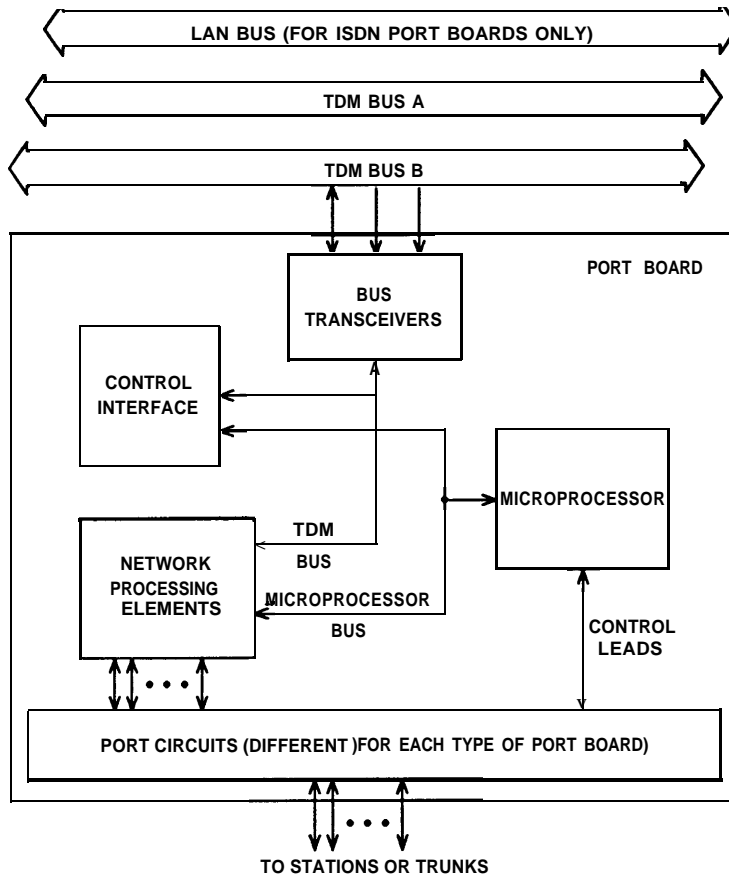 LAN BUS (FOR ISDN PORT BOARDS ONLY)
TDM BUS A
TDM BUS B
PORT BOARD
BUS
TRANSCEIVERS
CONTROL
INTERFACE
MICROPROCESSOR
TDM
BUS
NETWORK
PROCESSING
ELEMENTS
MICROPROCESSOR
BUS
CONTROL
LEADS
PORT CIRCUITS (DIFFERENT )FOR EACH TYPE OF PORT BOARD)
TO STATIONS OR TRUNKS